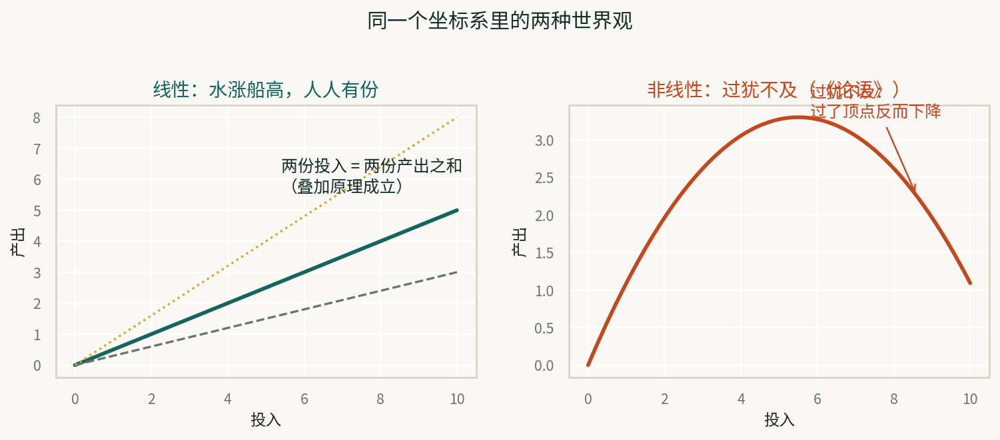 同一个坐标系里的两种世界观
线性：水涨船高，人人有份
产出
8
7
6
5
4
3
2
1
0
两份投入 = 两份产出之和
（叠加原理成立）
0 2 4 6 8 10
投入
非线性：过犹不及（《论语》）
过犹不及：
过了顶点反而下降
产出
3.0
2.5
2.0
1.5
1.0
0.5
0.0
0 2 4 6 8 10
投入